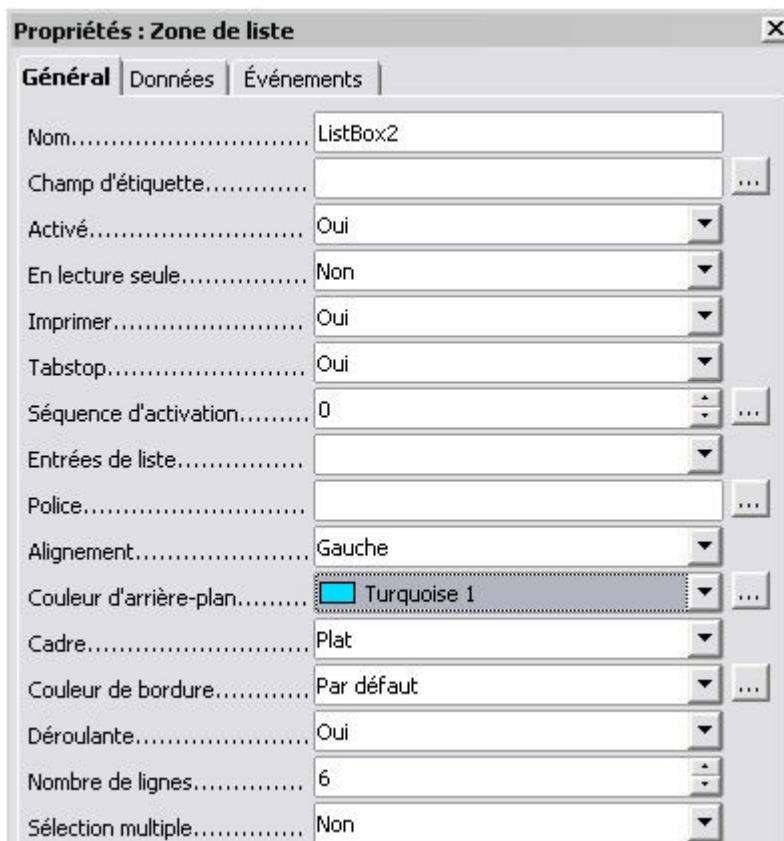 Propriétés : Zone de liste
Général Données Événements
Nom............................. ListBox2
Champ d'étiquette............. ...
Activé........................... Oui
En lecture seule................ Non
Imprimer........................ Oui
Tabstop......................... Oui
Séquence d'activation......... 0 ...
Entrées de liste................
Police............................ ...
Alignement...................... Gauche
Couleur d'arrière-plan......... Turquoise 1 ...
Cadre............................ Plat
Couleur de bordure............ Par défaut ...
Déroulante...................... Oui
Nombre de lignes............... 6
Sélection multiple.............. Non